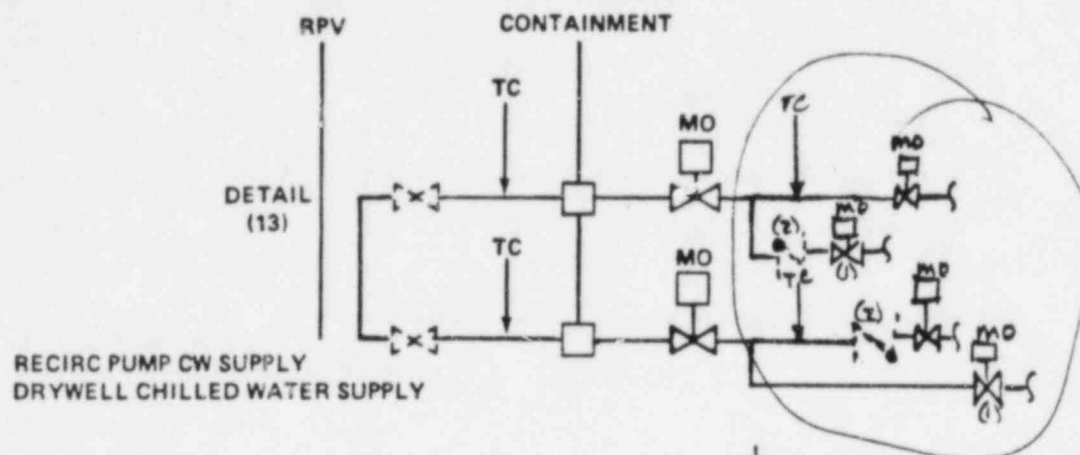 RPV
CONTAINMENT
TC
MO
TC
MO
DETAIL
(13)
(2)
MO
(1)
TC
MO
TC
(2)
MO
MO
(1)
RECIRC PUMP CW SUPPLY
DRYWELL CHILLED WATER SUPPLY